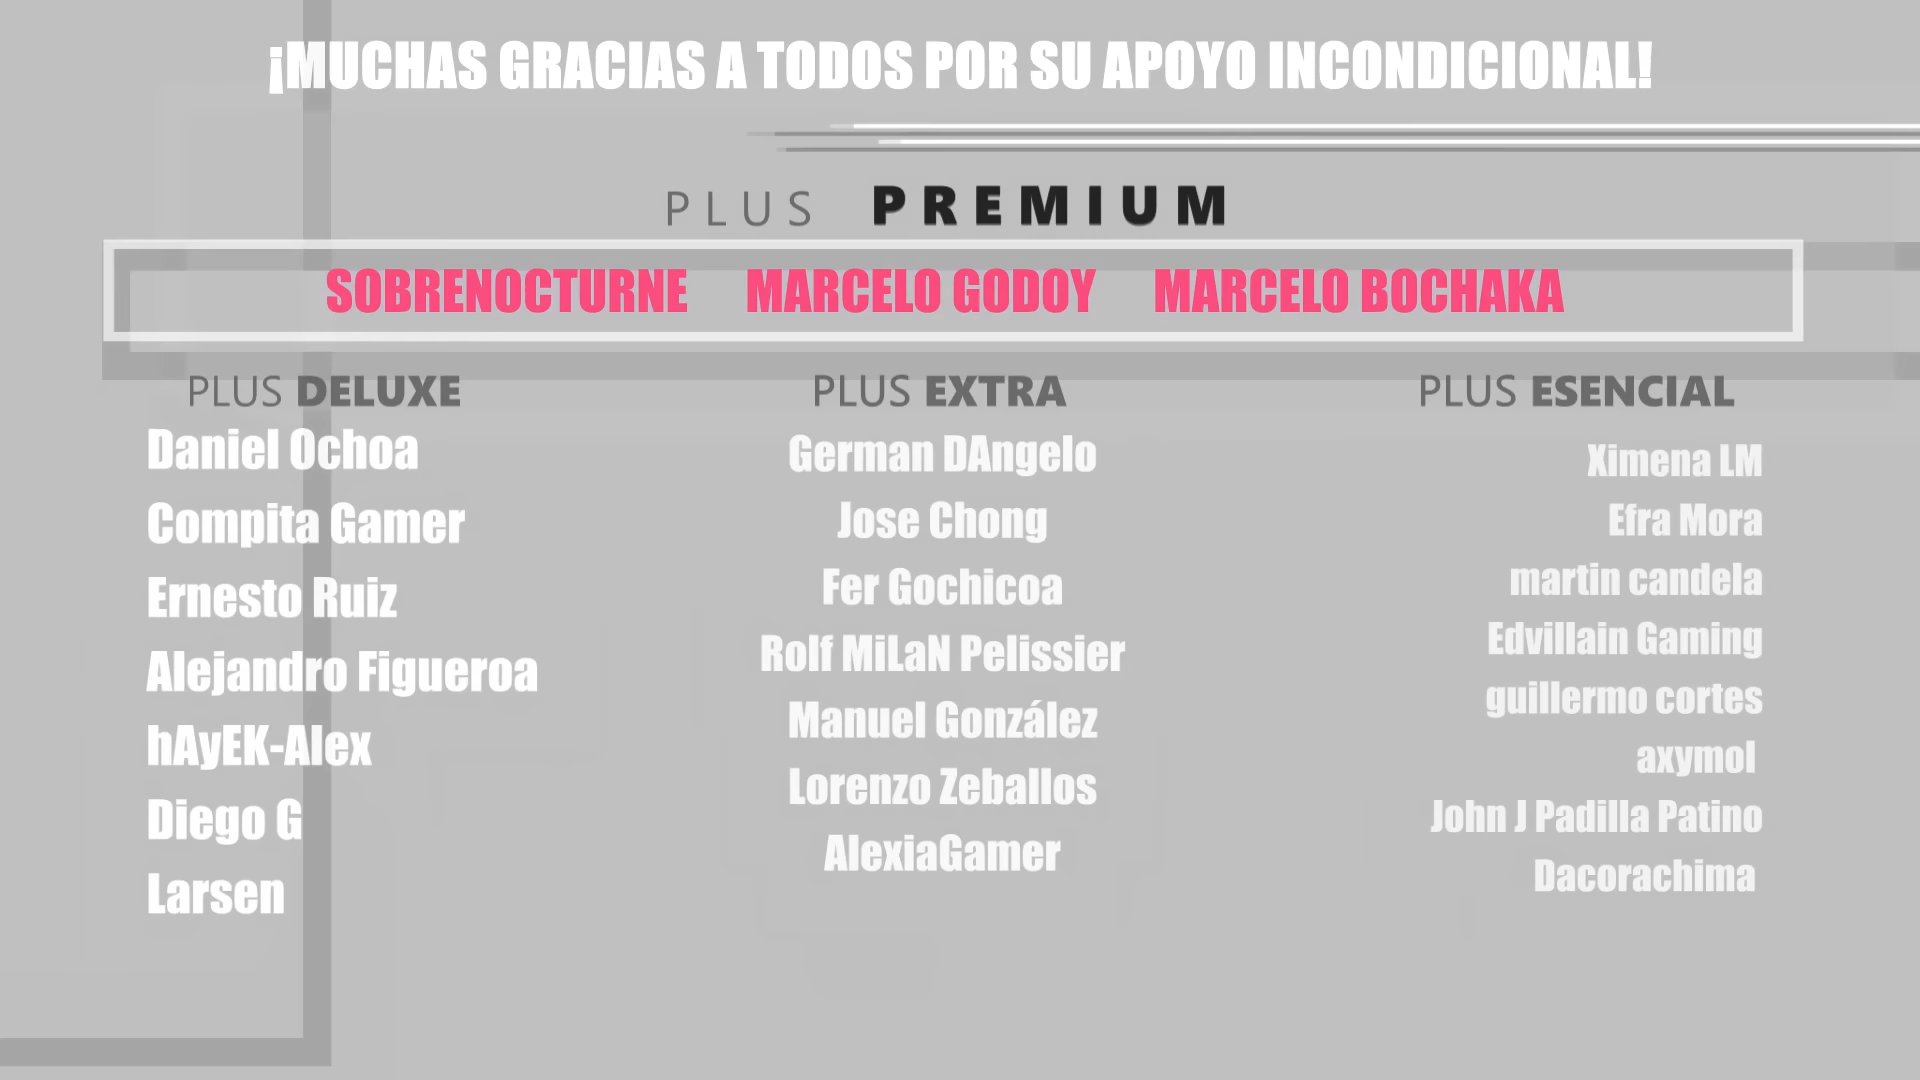 ¡MUCHAS GRACIAS A TODOS POR SU APOYO INCONDICIONAL!
PLUS PREMIUM
SOBRENOCTURNE MARCELO GODOY MARCELO BOCHAKA
PLUS DELUXE
Daniel Ochoa
Compita Gamer
Ernesto Ruiz
Alejandro Figueroa
hAyEK-Alex
Diego G
Larsen
PLUS EXTRA
German DAngelo
Jose Chong
Fer Gochicoa
Rolf MiLaN Pelissier
Manuel González
Lorenzo Zeballos
AlexiaGamer
PLUS ESENCIAL
Ximena LM
Efra Mora
martin candela
Edvillain Gaming
guillermo cortes
axymol
John J Padilla Patino
Dacorachima